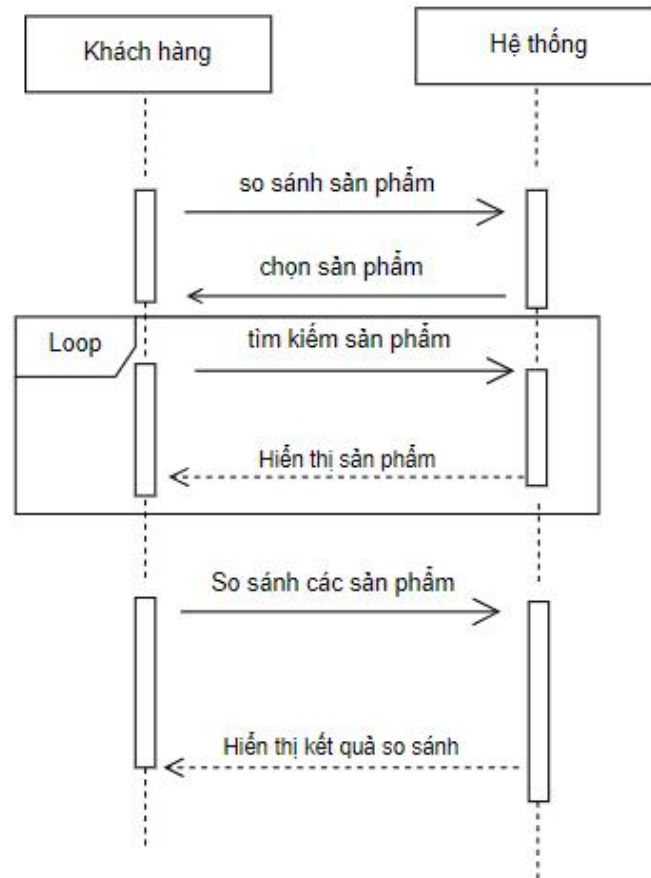 Khách hàng
Hệ thống
so sánh sản phẩm
chọn sản phẩm
Loop
tìm kiếm sản phẩm
Hiển thị sản phẩm
So sánh các sản phẩm
Hiển thị kết quả so sánh